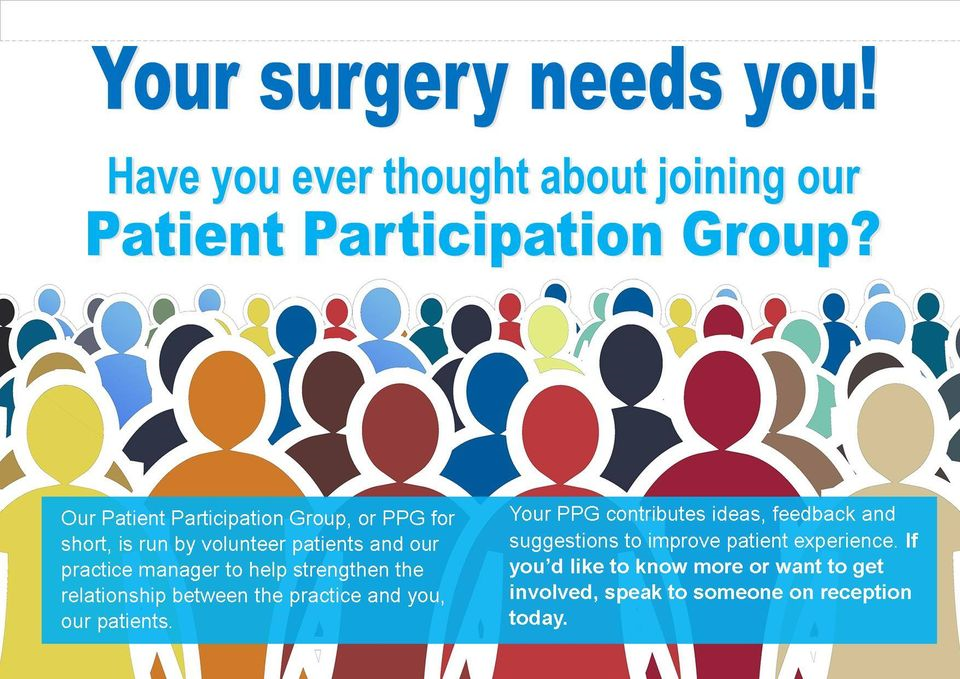 Your surgery needs you!
Have you ever thought about joining our
Patient Participation Group?
Our Patient Participation Group, or PPG for
short, is run by volunteer patients and our
practice manager to help strengthen the
relationship between the practice and you,
our patients.
Your PPG contributes ideas, feedback and
suggestions to improve patient experience. If
you’d like to know more or want to get
involved, speak to someone on reception
today.